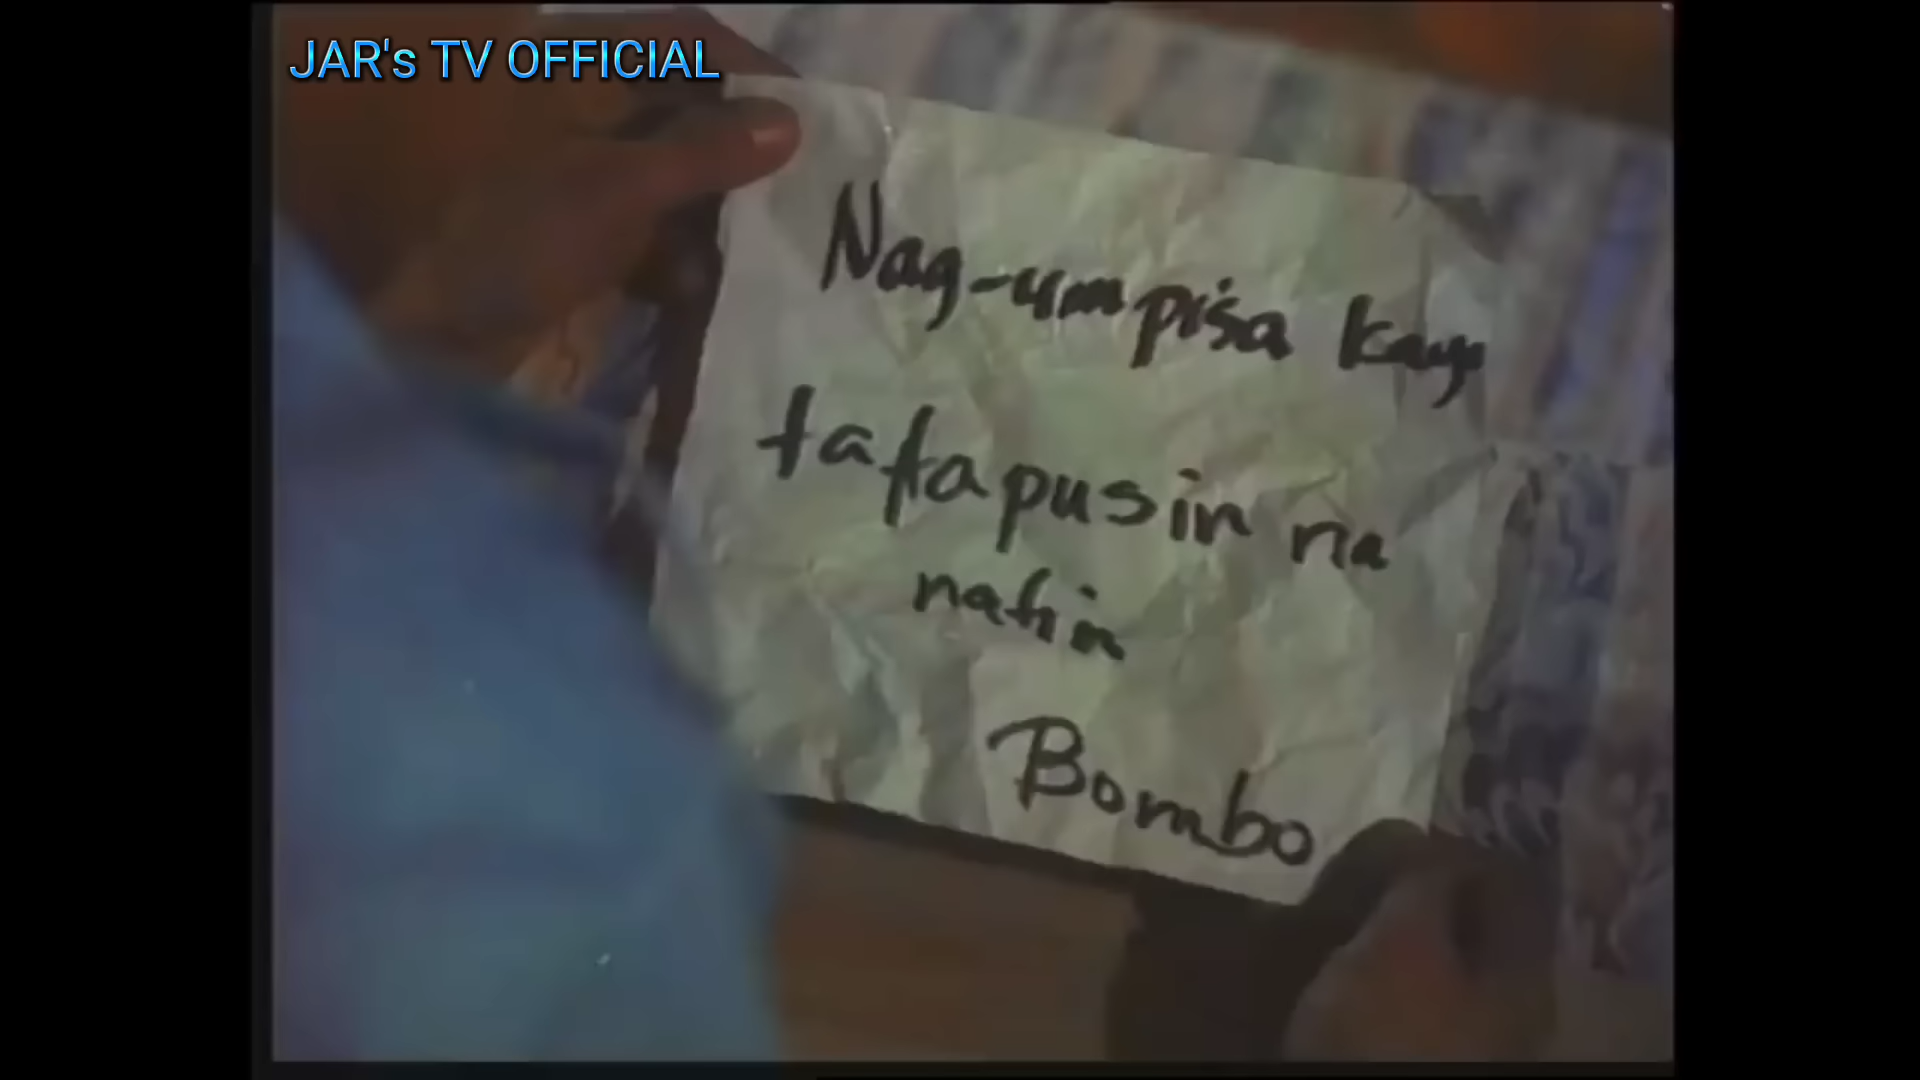 JAR's TV OFFICIAL
Nag-umpisa kayo
tatapusin na
natin
Bombo